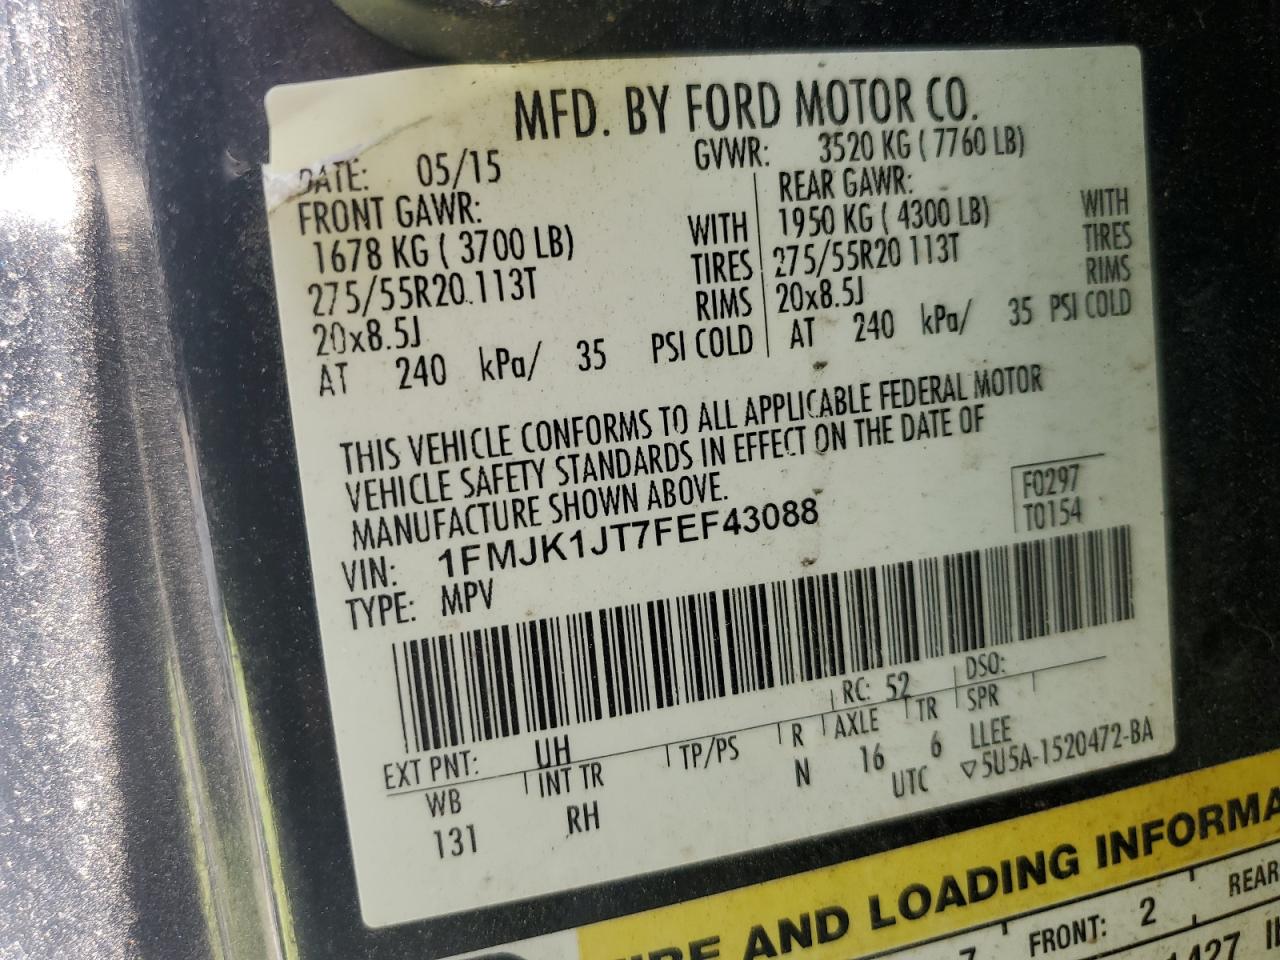 MFD. BY FORD MOTOR CO.
DATE: 05/15 GVWR: 3520 KG ( 7760 LB)
FRONT GAWR: REAR GAWR:
1678 KG ( 3700 LB) WITH 1950 KG ( 4300 LB) WITH
275/55R20 113T TIRES 275/55R20 113T TIRES
20x8.5J RIMS 20x8.5J RIMS
AT 240 kPa/ 35 PSI COLD AT 240 kPa/ 35 PSI COLD
THIS VEHICLE CONFORMS TO ALL APPLICABLE FEDERAL MOTOR
VEHICLE SAFETY STANDARDS IN EFFECT ON THE DATE OF
MANUFACTURE SHOWN ABOVE.
F0297
T0154
VIN: 1FMJK1JT7FEF43088
TYPE: MPV
EXT PNT: UH RC: 52 DSO:
WB INT TR TP/PS R AXLE TR SPR
131 RH N 16 6 LLEE
UTC ▽5U5A-1520472-BA
AND LOADING INFORMA
FRONT: 2 REAR
1427